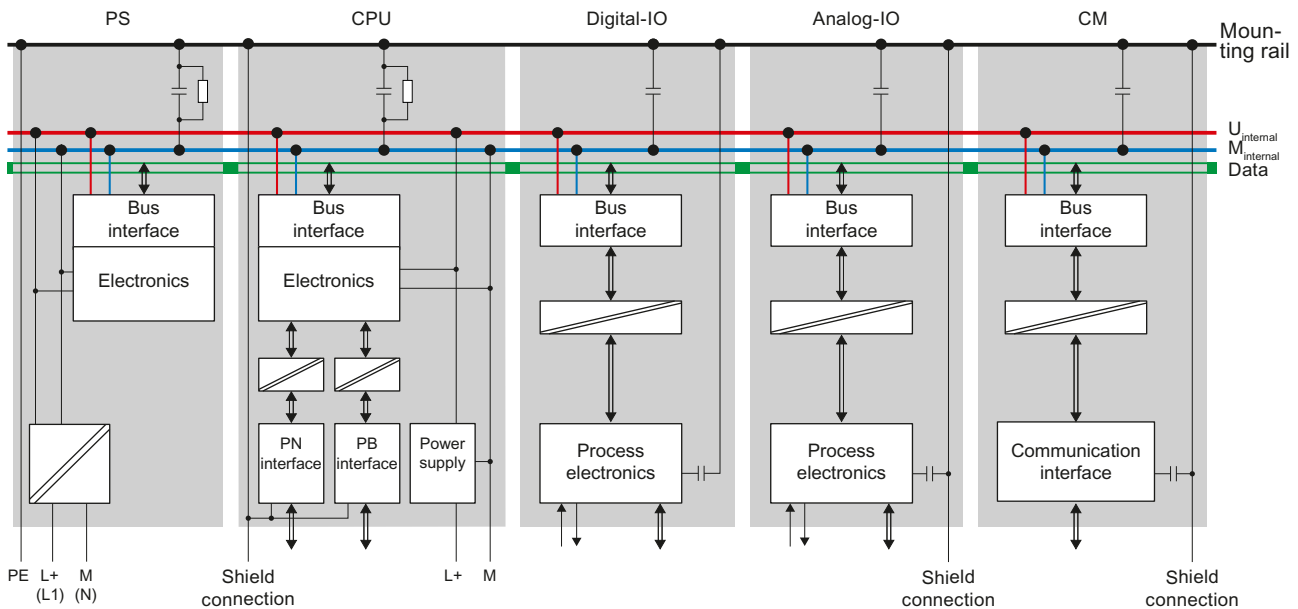 PS
CPU
Digital-IO
Analog-IO
CM
Moun-
ting rail
Uinternal
Minternal
Data
Bus
interface
Electronics
Bus
interface
Electronics
Bus
interface
Bus
interface
Bus
interface
PN
interface
PB
interface
Power
supply
Process
electronics
Process
electronics
Communication
interface
PE
L+
(L1)
M
(N)
Shield
connection
L+
M
Shield
connection
Shield
connection